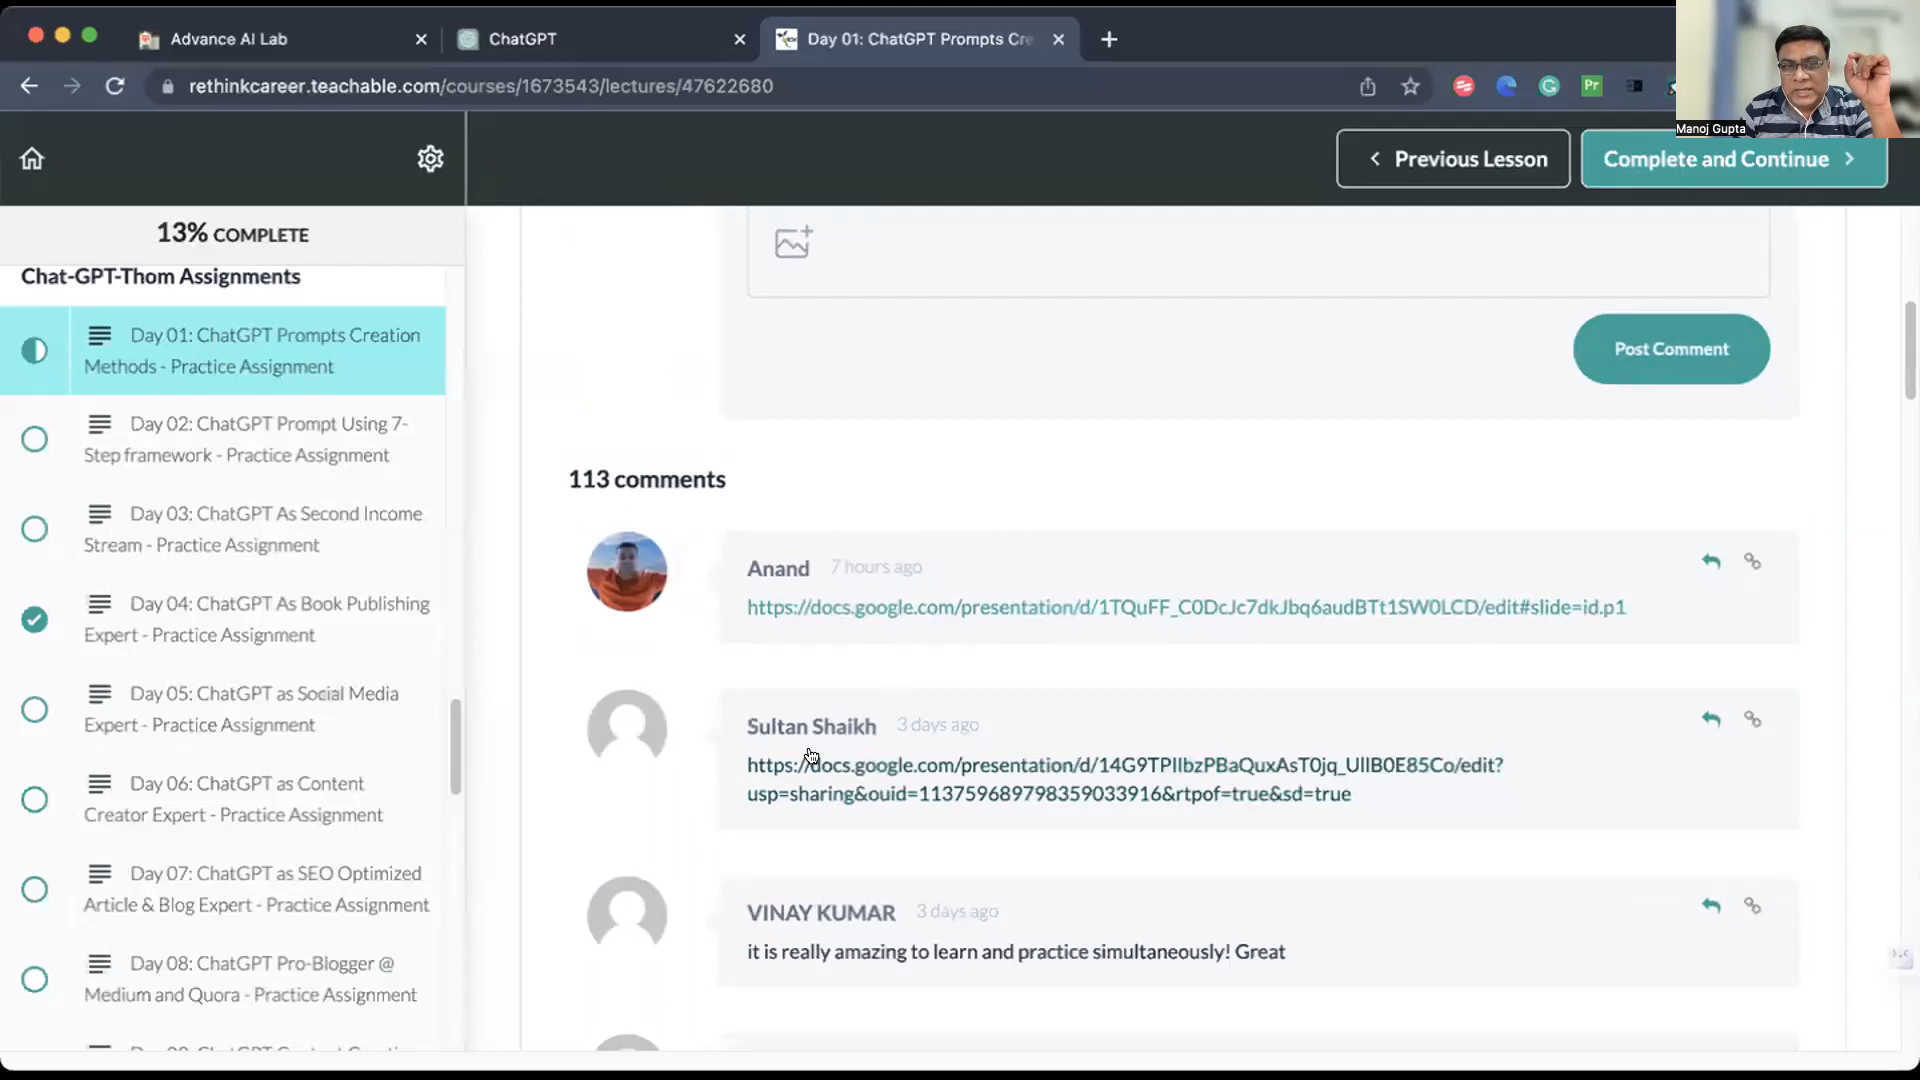 Advance AI Lab
ChatGPT
Day 01: ChatGPT Prompts Cre
rethinkcareer.teachable.com/courses/1673543/lectures/47622680
Pr
Manoj Gupta
Previous Lesson
Complete and Continue
13% COMPLETE
Chat-GPT-Thom Assignments
Day 01: ChatGPT Prompts Creation
Methods - Practice Assignment
Day 02: ChatGPT Prompt Using 7-
Step framework - Practice Assignment
Day 03: ChatGPT As Second Income
Stream - Practice Assignment
Day 04: ChatGPT As Book Publishing
Expert - Practice Assignment
Day 05: ChatGPT as Social Media
Expert - Practice Assignment
Day 06: ChatGPT as Content
Creator Expert - Practice Assignment
Day 07: ChatGPT as SEO Optimized
Article & Blog Expert - Practice Assignment
Day 08: ChatGPT Pro-Blogger @
Medium and Quora - Practice Assignment
Post Comment
113 comments
Anand 7 hours ago
https://docs.google.com/presentation/d/1TQuFF_C0DcJc7dkJbq6audBTt1SW0LCD/edit#slide=id.p1
Sultan Shaikh 3 days ago
https://docs.google.com/presentation/d/14G9TPIlbzPBaQuxAsT0jq_UllB0E85Co/edit?
usp=sharing&ouid=113759689798359033916&rtpof=true&sd=true
VINAY KUMAR 3 days ago
it is really amazing to learn and practice simultaneously! Great